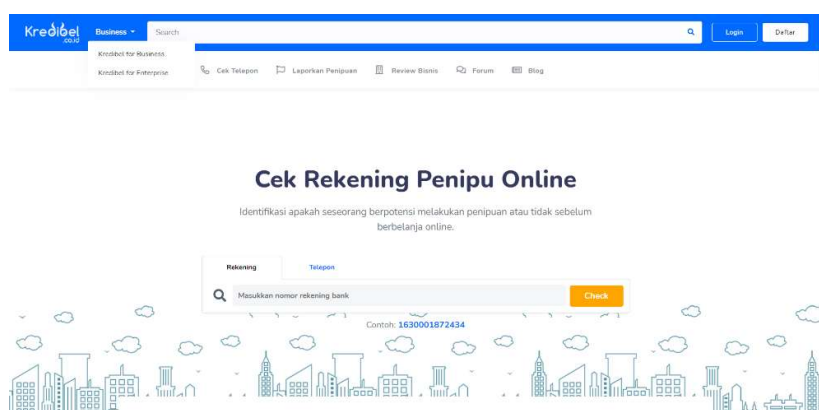 Kredibel
.co.id
Business
Search
Login
Daftar
Kredibel for Business
Kredibel for Enterprise
Cek Telepon
Laporkan Penipuan
Review Bisnis
Forum
Blog
Cek Rekening Penipu Online
Identifikasi apakah seseorang berpotensi melakukan penipuan atau tidak sebelum
berbelanja online.
Rekening
Telepon
Masukkan nomor rekening bank
Check
Contoh: 1630001872434